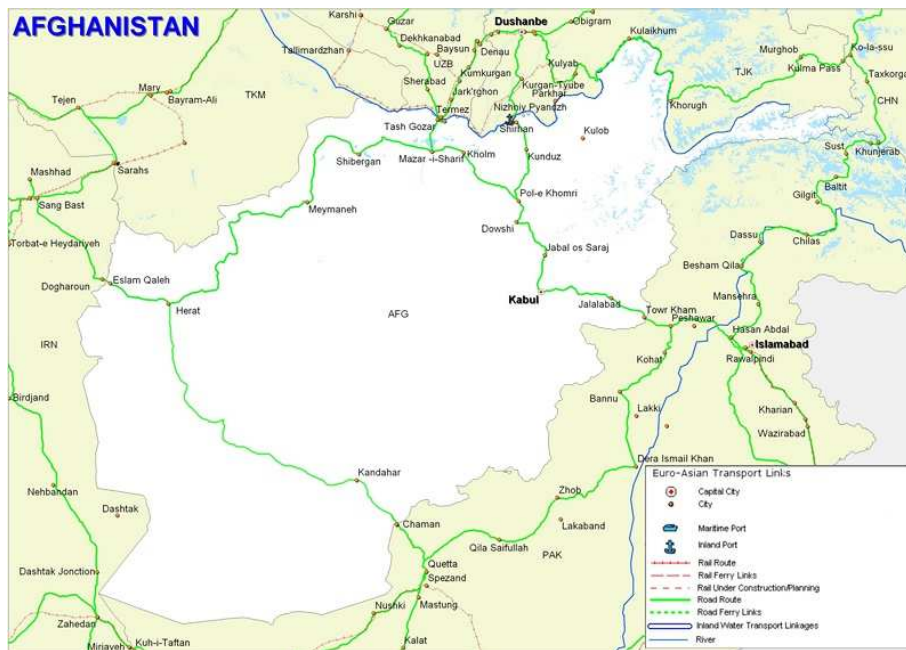 AFGHANISTAN
Karshi
Guzar
Dushanbe
Obigram
Dekhkanabad
Denau
Kulaikhum
Tallimardzhan
Baysun
UZB
Murghob
Ko-la-ssu
Sherabad
Kumkurgan
Kulyab
Kulma Pass
TJK
Mary
Jark'rghon
Kurgan-Tyube
Parkhar
Taxkorga
Tejen
Bayram-Ali
TKM
Termez
Nizhniy Pyandzh
Khorugh
CHN
Tash Gozar
Shirhan
Kulob
Sust
Khunjerab
Shibergan
Mazar -i-Sharif
Kholm
Kunduz
Mashhad
Sarahs
Baltit
Sang Bast
Meymaneh
Pol-e Khomri
Gilgit
Dowshi
Torbat-e Heydariyeh
Dassu
Chilas
Jabal os Saraj
Dogharoun
Eslam Qaleh
Besham Qila
Kabul
Jalalabad
Mansehra
Herat
AFG
Towr Kham
Peshawar
Hasan Abdal
IRN
Islamabad
Kohat
Rawalpindi
Birdjand
Bannu
Lakki
Kharian
Wazirabad
Dera Ismail Khan
Kandahar
Nehbandan
Zhob
Dashtak
Chaman
Lakaband
Qila Saifullah
PAK
Dashtak Jonction
Quetta
Spezand
Nushki
Mastung
Zahedan
Mirjaveh
Kuh-i-Taftan
Kalat
Euro-Asian Transport Links
Capital City
City
Maritime Port
Inland Port
Rail Route
Rail Ferry Links
Rail Under Construction/Planning
Road Route
Road Ferry Links
Inland Water Transport Linkages
River